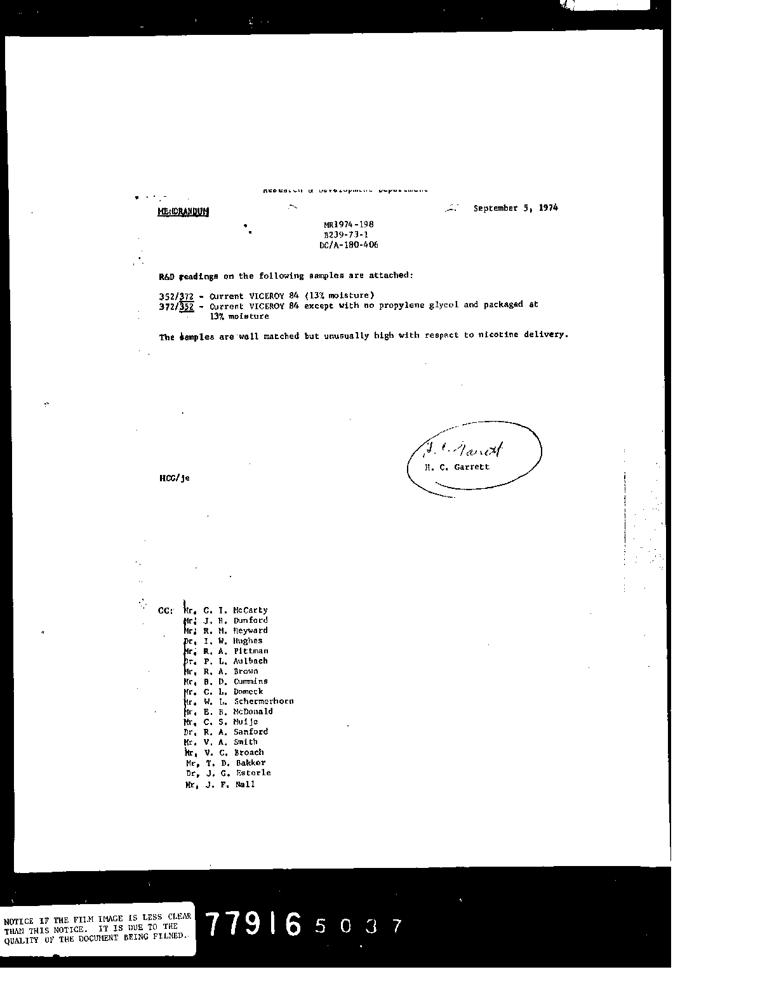 Research & Development Department
MEMORANDUM
September 5, 1974
MR1974-198
B239-73-1
DC/A-180-406
R&D readings on the following samples are attached:
352/372 - Current VICEROY 84 (13% moisture)
372/352 - Current VICEROY 84 except with no propylene glycol and packaged at
13% moisture
The samples are well matched but unusually high with respect to nicotine delivery.
H. C. Garrett
H. C. Garrett
HCG/je
CC: Mr. C. I. McCarty
Mr. J. H. Dunford
Mr. R. M. Heyward
Dr. I. W. Hughes
Mr. R. A. Pittman
Dr. P. L. Aulbach
Mr. R. A. Brown
Mr. B. D. Cummins
Mr. C. L. Domeck
Mr. W. L. Schermerhorn
Mr. E. B. McDonald
Mr. C. S. Muije
Dr. R. A. Sanford
Mr. V. A. Smith
Mr. V. C. Broach
Mr. T. D. Bakker
Dr. J. G. Esterle
Mr. J. F. Nall
NOTICE IF THE FILM IMAGE IS LESS CLEAR
THAN THIS NOTICE. IT IS DUE TO THE
QUALITY OF THE DOCUMENT BEING FILMED.
77916 5037